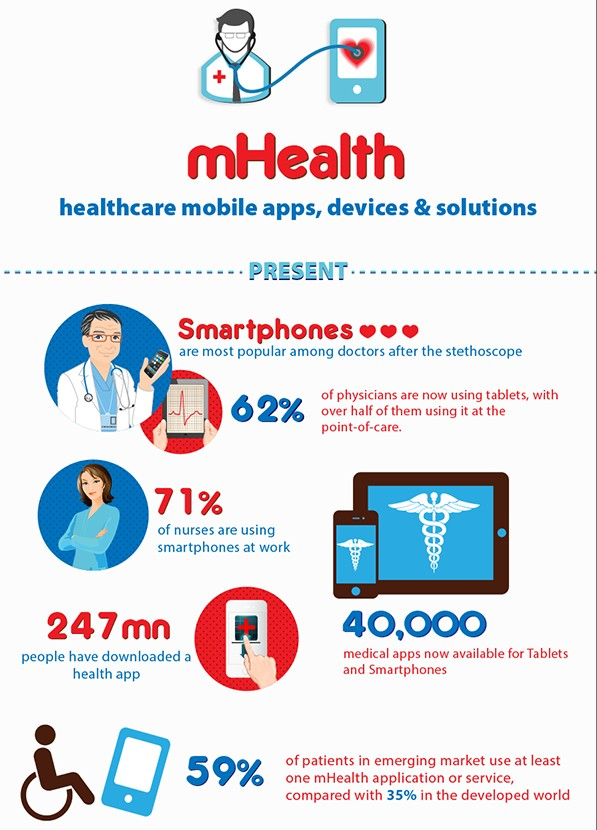 mHealth
healthcare mobile apps, devices & solutions
PRESENT
Smartphones
are most popular among doctors after the stethoscope
62%
of physicians are now using tablets, with
over half of them using it at the
point-of-care.
71%
of nurses are using
smartphones at work
247mn
people have downloaded a
health app
40,000
medical apps now available for Tablets
and Smartphones
59%
of patients in emerging market use at least
one mHealth application or service,
compared with 35% in the developed world